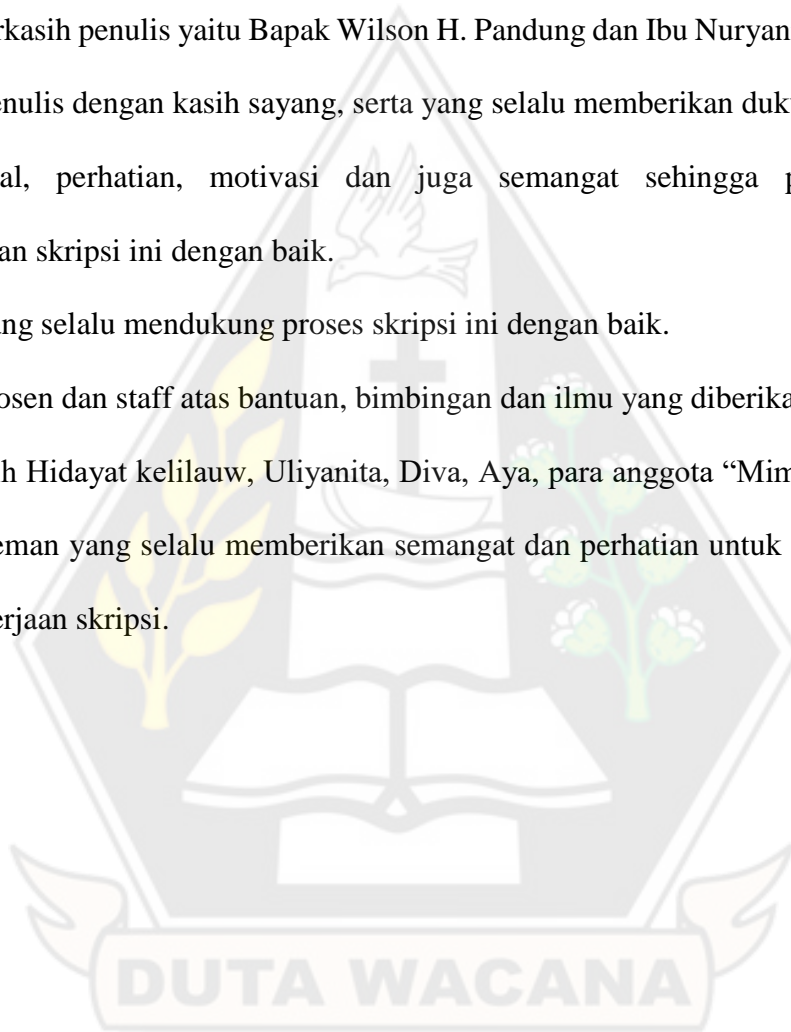 rkasih penulis yaitu Bapak Wilson H. Pandung dan Ibu Nuryan
enulis dengan kasih sayang, serta yang selalu memberikan duk
al, perhatian, motivasi dan juga semangat sehingga p
an skripsi ini dengan baik.
ng selalu mendukung proses skripsi ini dengan baik.
osen dan staff atas bantuan, bimbingan dan ilmu yang diberika
h Hidayat kelilauw, Uliyanita, Diva, Aya, para anggota “Mim
eman yang selalu memberikan semangat dan perhatian untuk
erjaan skripsi.
DUTA WACANA